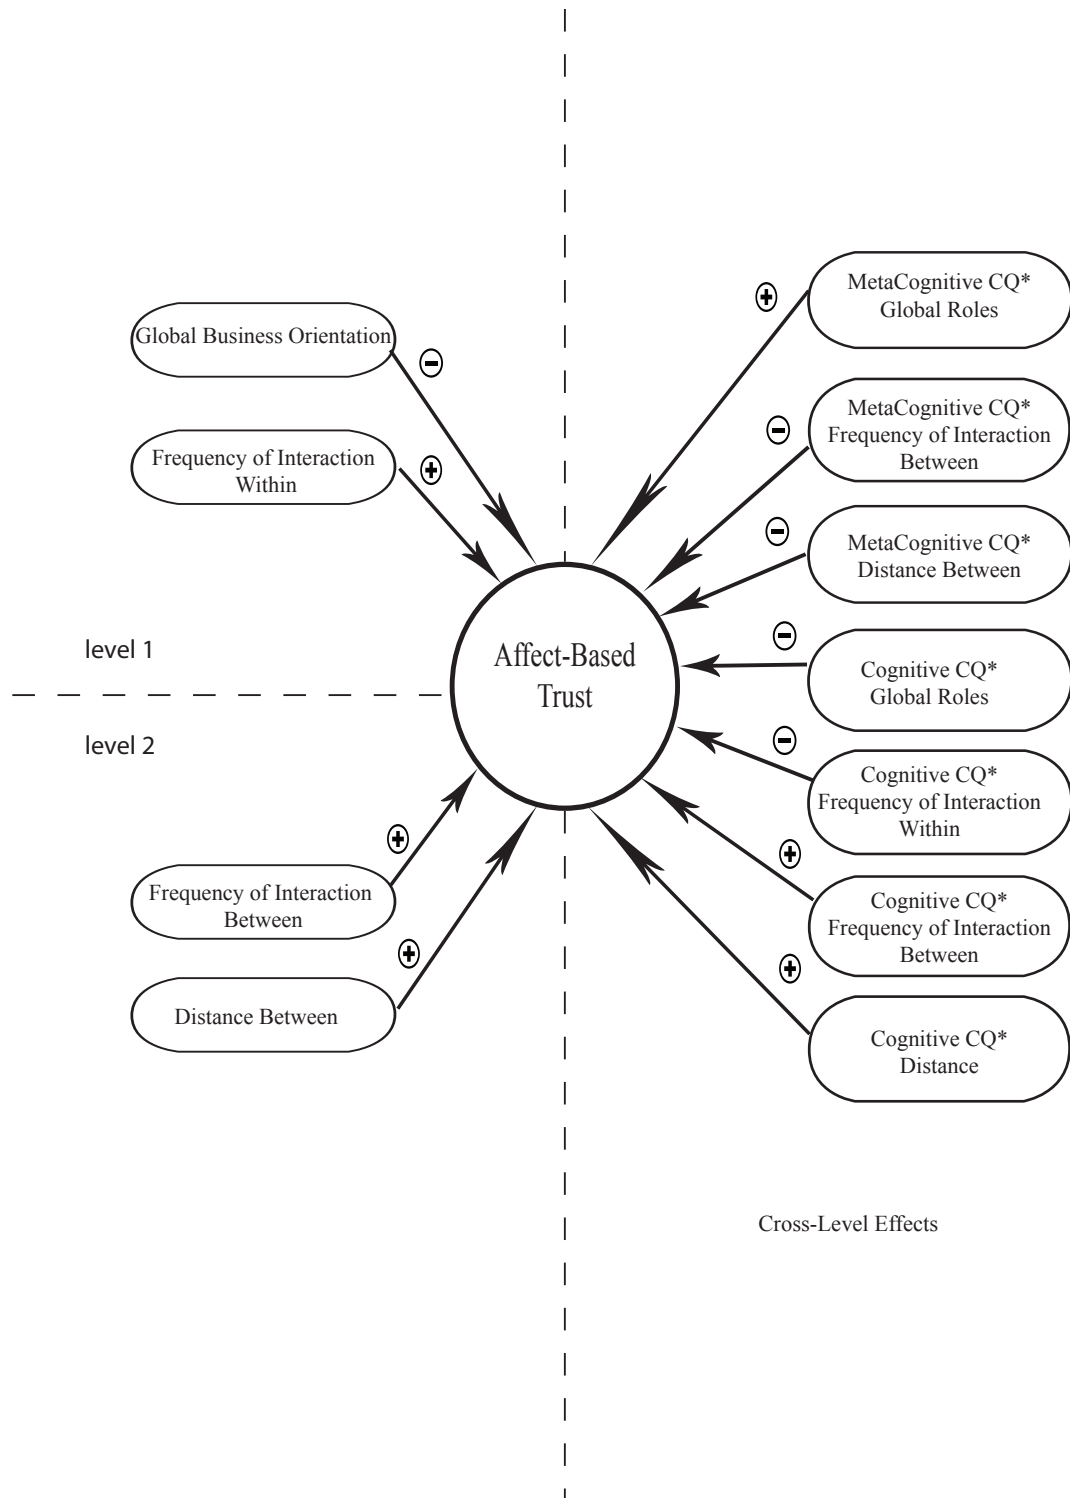 Global Business Orientation
Frequency of Interaction
Within
level 1
level 2
Frequency of Interaction
Between
Distance Between
Affect-Based
Trust
MetaCognitive CQ*
Global Roles
MetaCognitive CQ*
Frequency of Interaction
Between
MetaCognitive CQ*
Distance Between
Cognitive CQ*
Global Roles
Cognitive CQ*
Frequency of Interaction
Within
Cognitive CQ*
Frequency of Interaction
Between
Cognitive CQ*
Distance
Cross-Level Effects